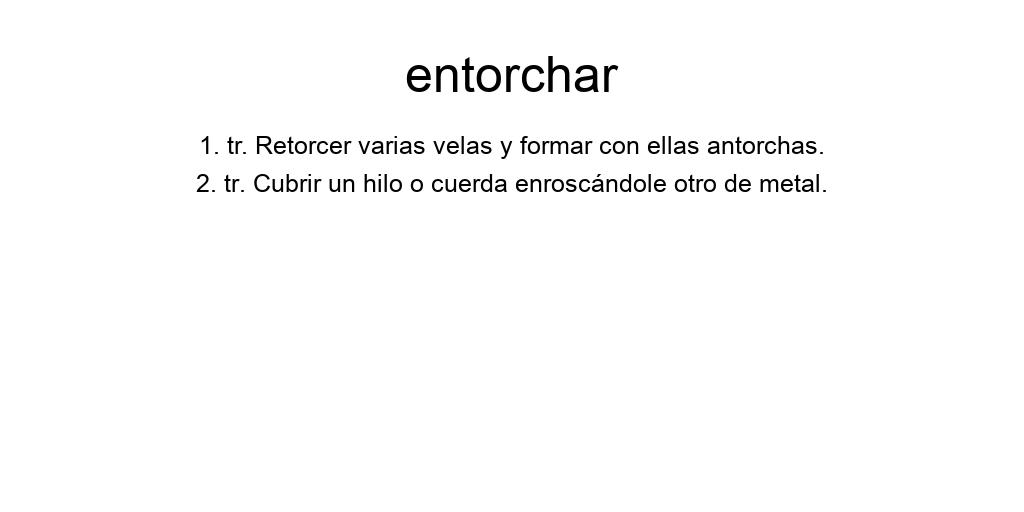 entorchar
1. tr. Retorcer varias velas y formar con ellas antorchas.
2. tr. Cubrir un hilo o cuerda enroscándole otro de metal.